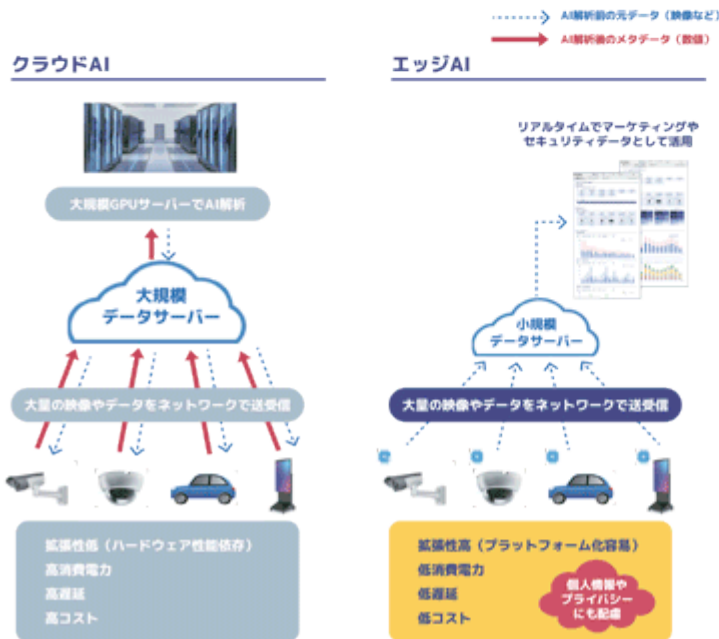 AI解析前の元データ（映像など）
AI解析後のメタデータ（数値）
クラウドAI
大規模GPUサーバーでAI解析
大規模
データサーバー
大量の映像やデータをネットワークで送受信
拡張性低（ハードウェア性能依存）
高消費電力
高遅延
高コスト
エッジAI
リアルタイムでマーケティングや
セキュリティデータとして活用
小規模
データサーバー
大量の映像やデータをネットワークで送受信
拡張性高（プラットフォーム化容易）
低消費電力
低遅延
低コスト
個人情報や
プライバシー
にも配慮